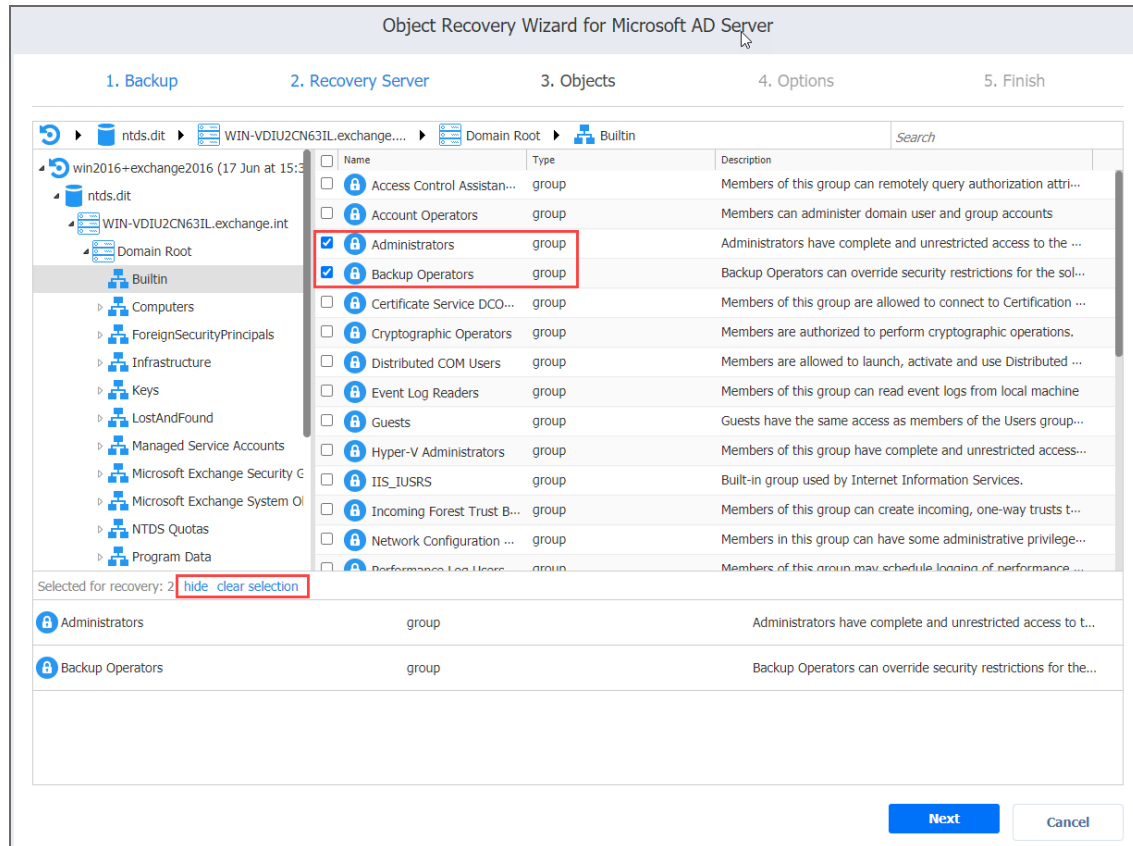 Object Recovery Wizard for Microsoft AD Server
1. Backup 2. Recovery Server 3. Objects 4. Options 5. Finish
ntds.dit WIN-VDIU2CN63IL.exchange.... Domain Root Builtin Search
win2016+exchange2016 (17 Jun at 15:3
ntds.dit
WIN-VDIU2CN63IL.exchange.int
Domain Root
Builtin
Computers
ForeignSecurityPrincipals
Infrastructure
Keys
LostAndFound
Managed Service Accounts
Microsoft Exchange Security G
Microsoft Exchange System Ol
NTDS Quotas
Program Data
Name Type Description
Access Control Assistan··· group Members of this group can remotely query authorization attri···
Account Operators group Members can administer domain user and group accounts
Administrators group Administrators have complete and unrestricted access to the ···
Backup Operators group Backup Operators can override security restrictions for the sol···
Certificate Service DCO··· group Members of this group are allowed to connect to Certification ···
Cryptographic Operators group Members are authorized to perform cryptographic operations.
Distributed COM Users group Members are allowed to launch, activate and use Distributed ···
Event Log Readers group Members of this group can read event logs from local machine
Guests group Guests have the same access as members of the Users group···
Hyper-V Administrators group Members of this group have complete and unrestricted access···
IIS_IUSRS group Built-in group used by Internet Information Services.
Incoming Forest Trust B··· group Members of this group can create incoming, one-way trusts t···
Network Configuration ··· group Members in this group can have some administrative privilege···
Performance Log Users group Members of this group may schedule logging of performance ···
Selected for recovery: 2 hide clear selection
Administrators group Administrators have complete and unrestricted access to t...
Backup Operators group Backup Operators can override security restrictions for the...
Next Cancel